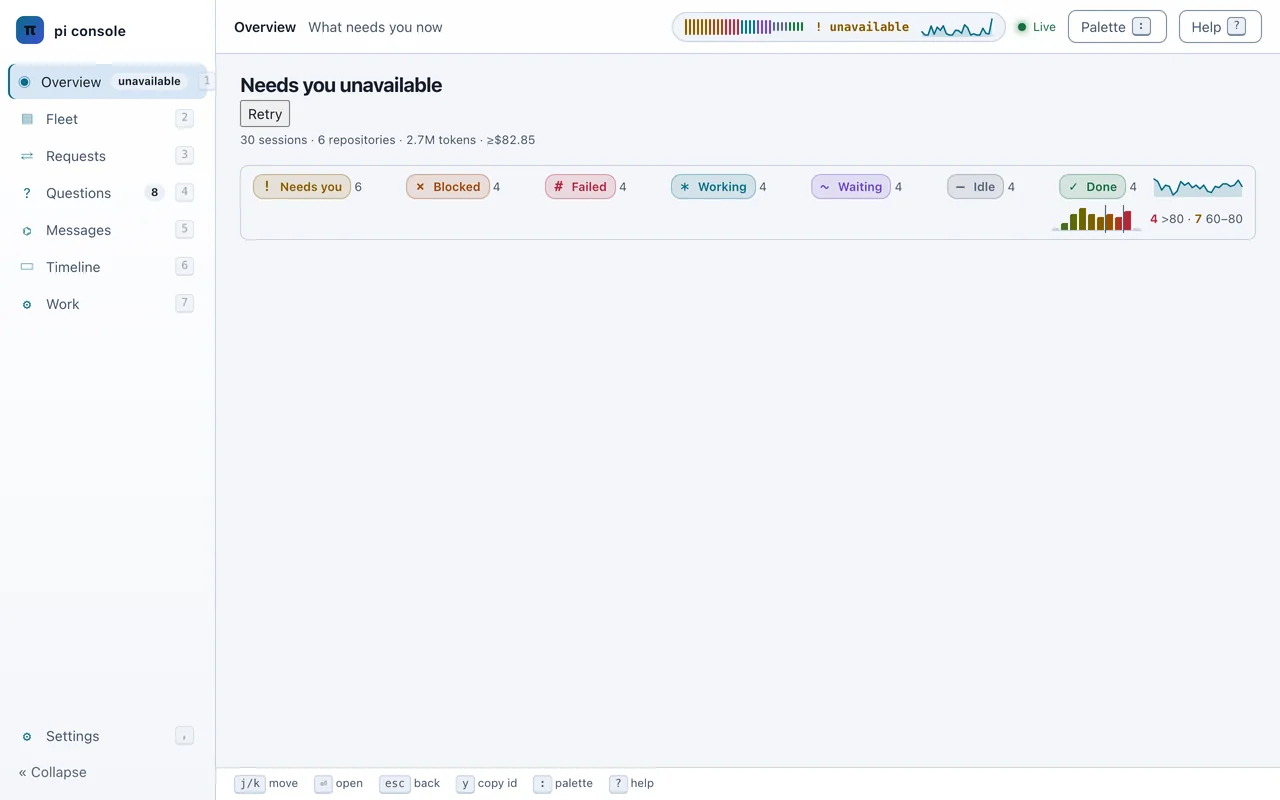 π pi console
Overview unavailable 1
Fleet 2
Requests 3
? Questions 8 4
Messages 5
Timeline 6
Work 7
Settings ,
« Collapse
Overview What needs you now
! unavailable
Live
Palette :
Help ?
Needs you unavailable
Retry
30 sessions · 6 repositories · 2.7M tokens · ≥$82.85
! Needs you 6
× Blocked 4
# Failed 4
* Working 4
~ Waiting 4
– Idle 4
✓ Done 4
4 >80 · 7 60–80
j/k move ⏎ open esc back y copy id : palette ? help